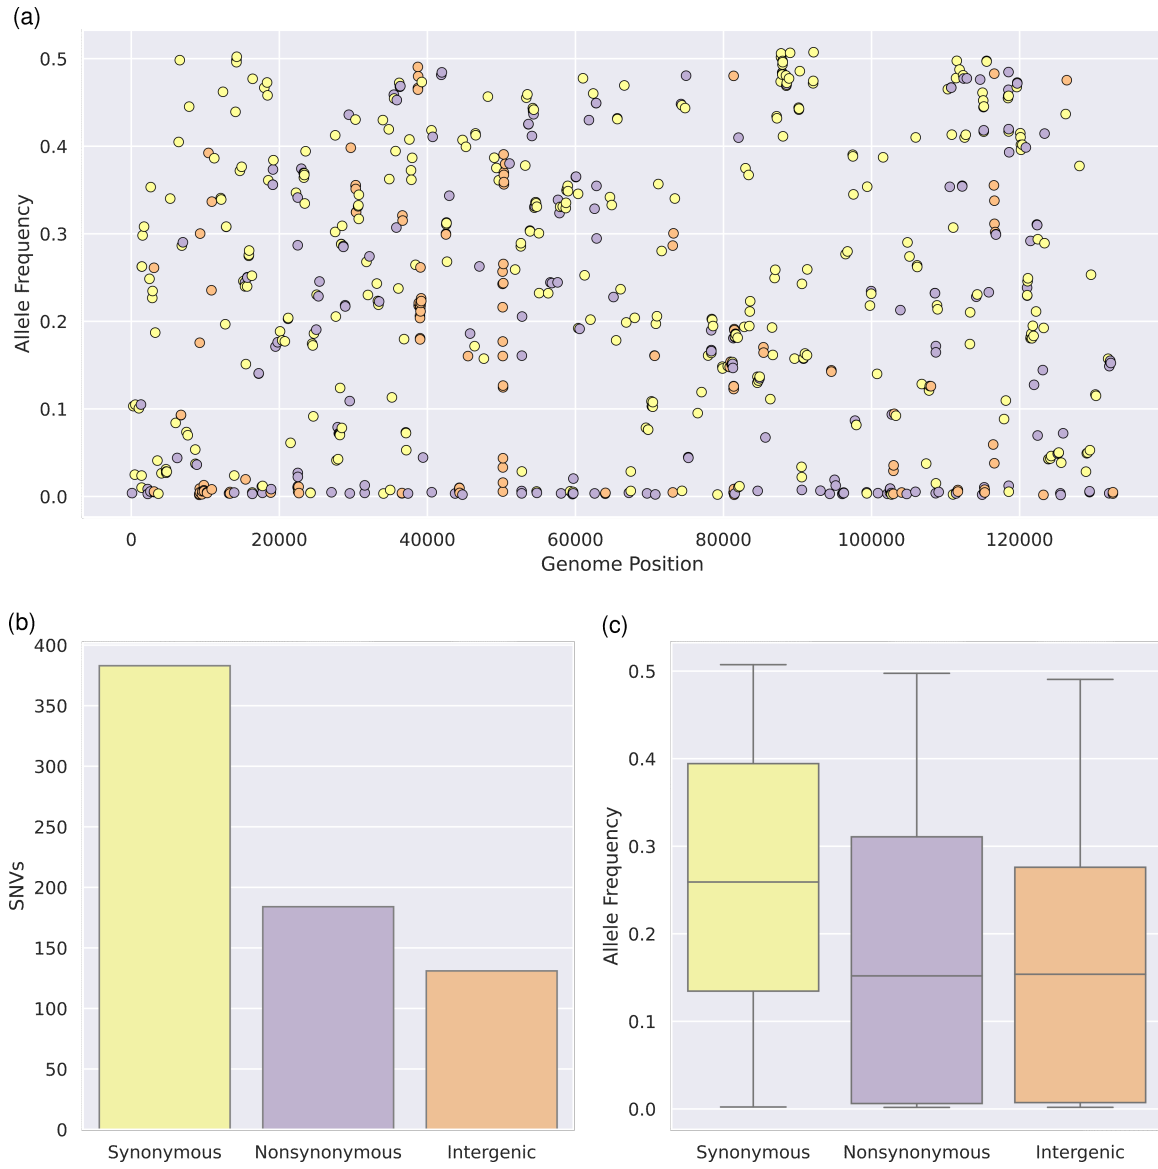 (a)
Allele Frequency
0.5
0.4
0.3
0.2
0.1
0.0
0 20000 40000 60000 80000 100000 120000
Genome Position
(b)
SNVs
400
350
300
250
200
150
100
50
0
Synonymous Nonsynonymous Intergenic
(c)
Allele Frequency
0.5
0.4
0.3
0.2
0.1
0.0
Synonymous Nonsynonymous Intergenic